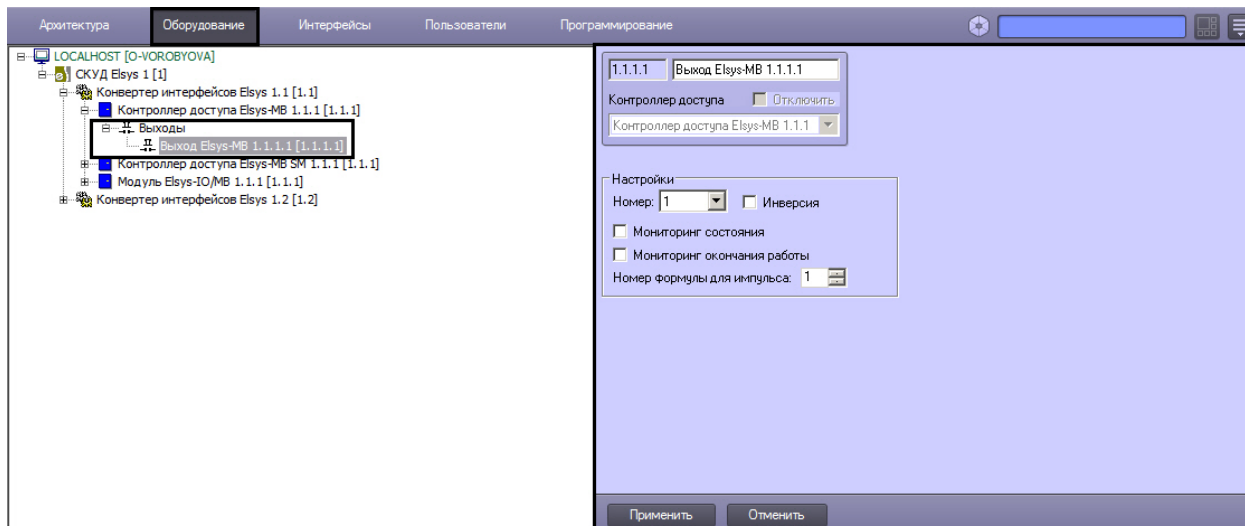 Архитектура Оборудование Интерфейсы Пользователи Программирование
LOCALHOST [O-VOROBYOVA]
СКУД Elsys 1 [1]
Конвертер интерфейсов Elsys 1.1 [1.1]
Контроллер доступа Elsys-MB 1.1.1 [1.1.1]
Выходы
Выход Elsys-MB 1.1.1.1 [1.1.1.1]
Контроллер доступа Elsys-MB SM 1.1.1 [1.1.1]
Модуль Elsys-IO/MB 1.1.1 [1.1.1]
Конвертер интерфейсов Elsys 1.2 [1.2]
1.1.1.1 Выход Elsys-MB 1.1.1.1
Контроллер доступа Отключить
Контроллер доступа Elsys-MB 1.1.1
Настройки
Номер: 1 Инверсия
Мониторинг состояния
Мониторинг окончания работы
Номер формулы для импульса: 1
Применить Отменить